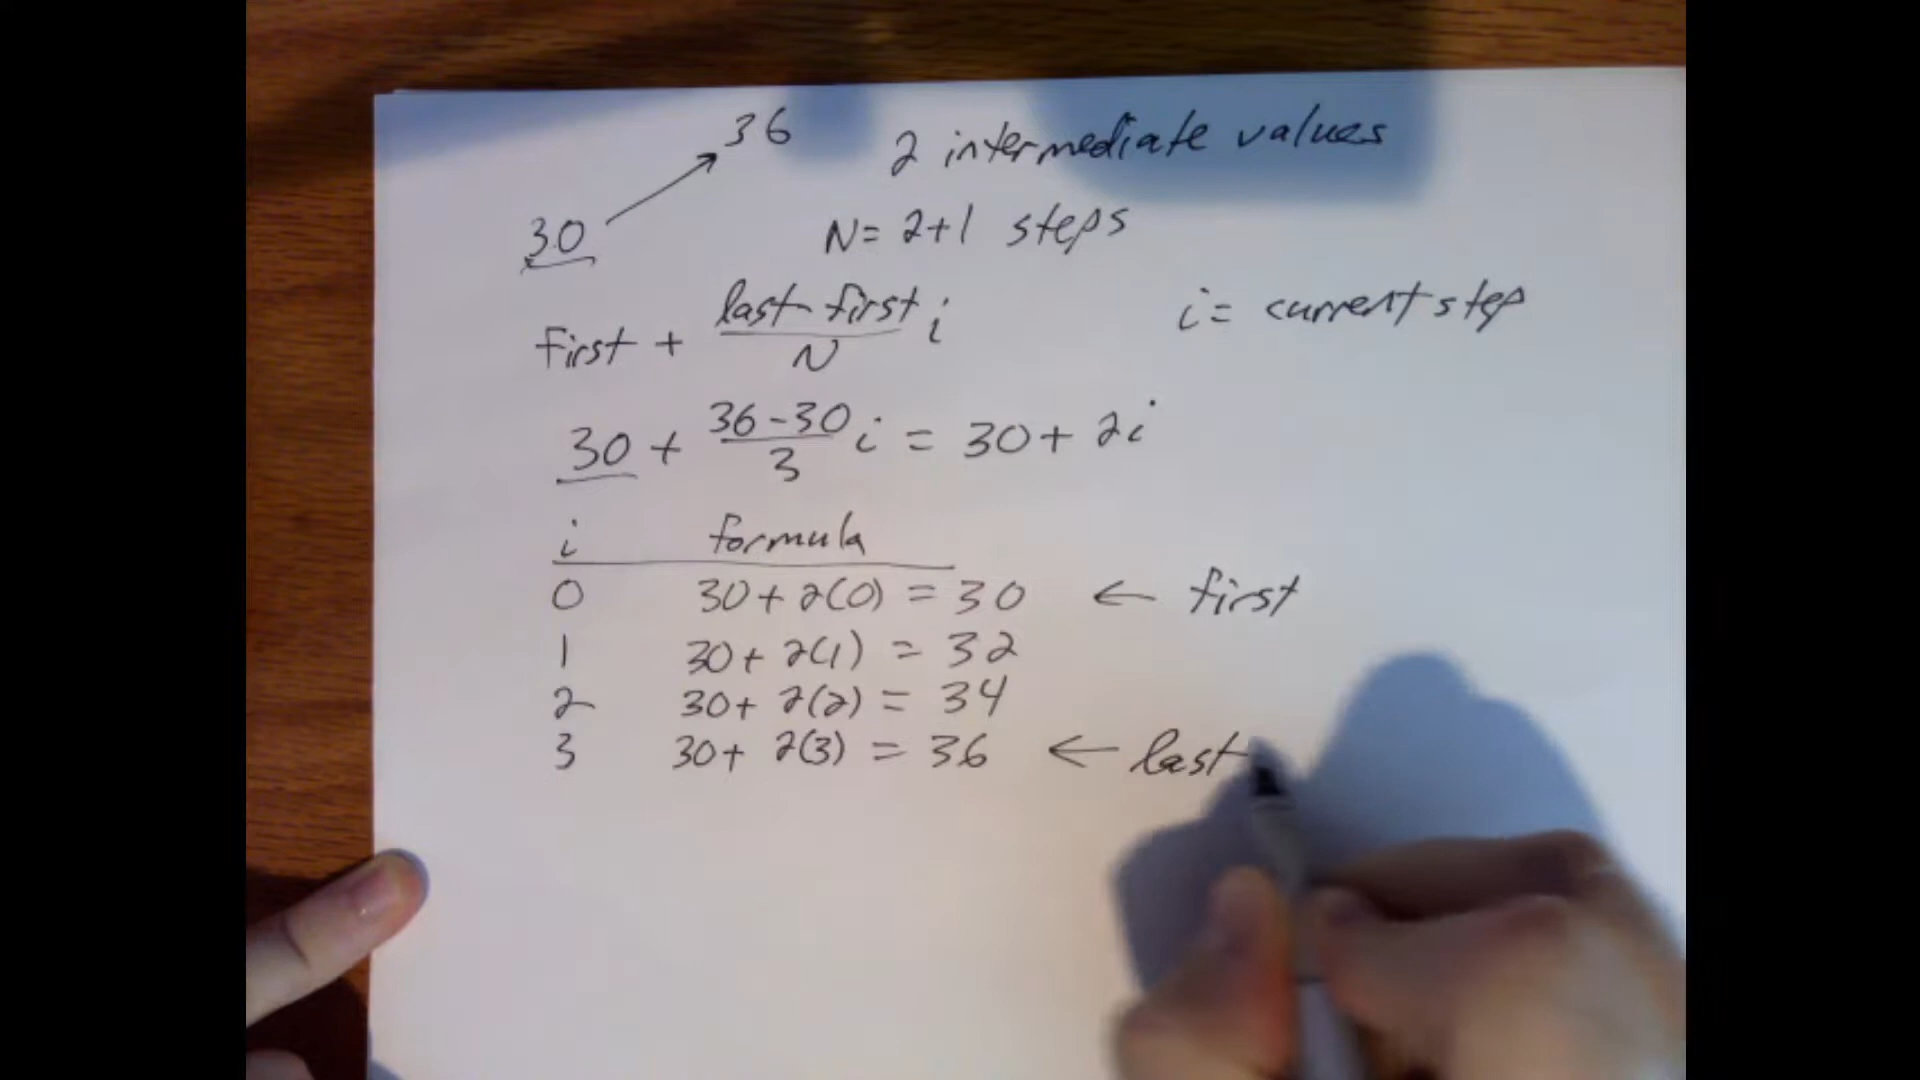 36
2 intermediate values
30
N = 2+1 steps
first + (last-first)/N i
i = current step
30 + (36-30)/3 i = 30 + 2i
i formula
0 30 + 2(0) = 30 ← first
1 30 + 2(1) = 32
2 30 + 2(2) = 34
3 30 + 2(3) = 36 ← last